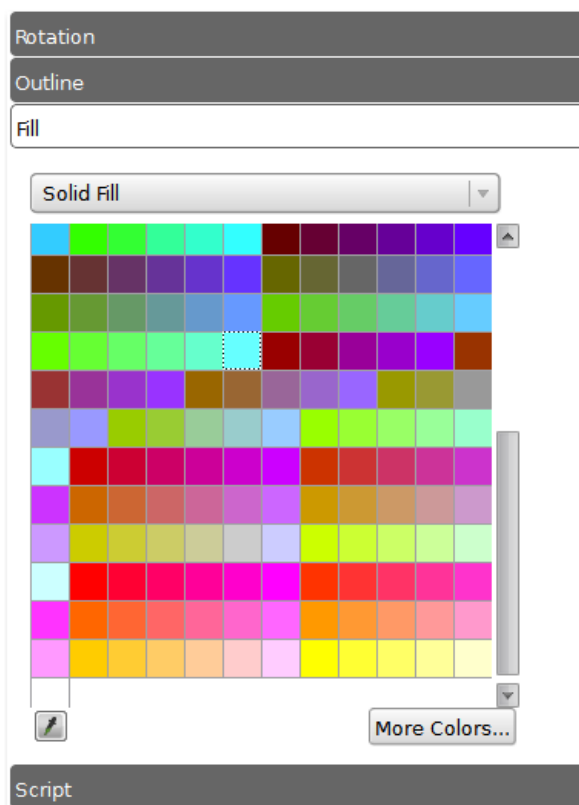 Rotation
Outline
Fill
Solid Fill
More Colors...
Script